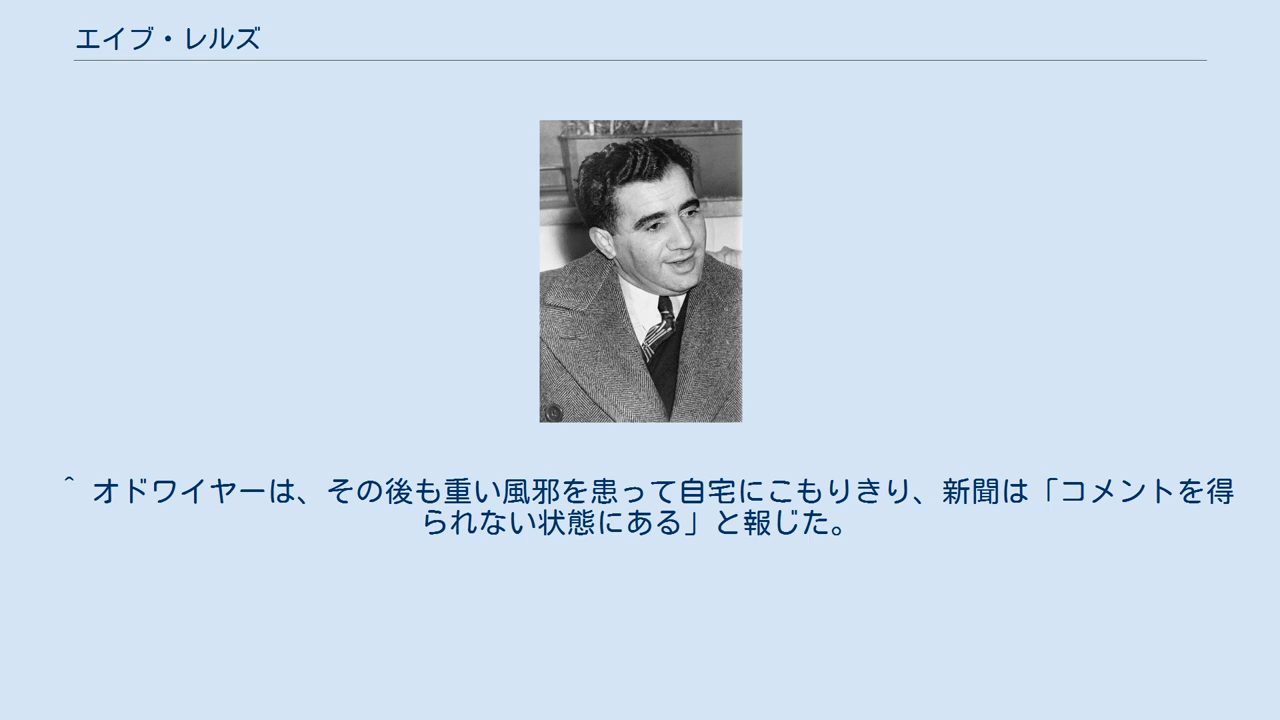 エイブ・レルズ
^ オドワイヤーは、その後も重い風邪を患って自宅にこもりきり、新聞は「コメントを得
られない状態にある」と報じた。